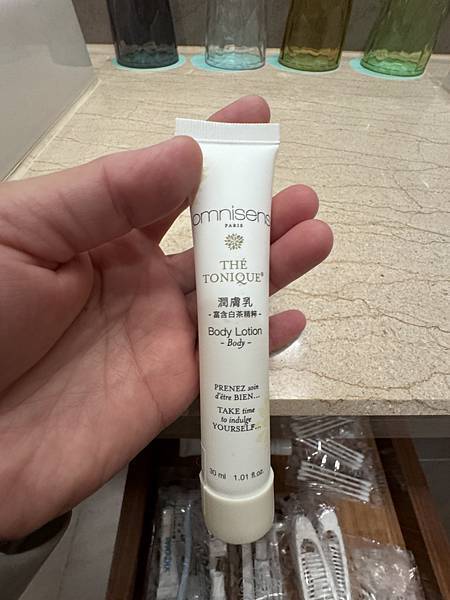 omnisens
PARIS
THÉ
TONIQUE®
潤膚乳
- 富含白茶精粹 -
Body Lotion
- Body -
PRENEZ soin
d'être BIEN...
TAKE time
to indulge
YOURSELF...
30 ml 1.01 fl.oz.